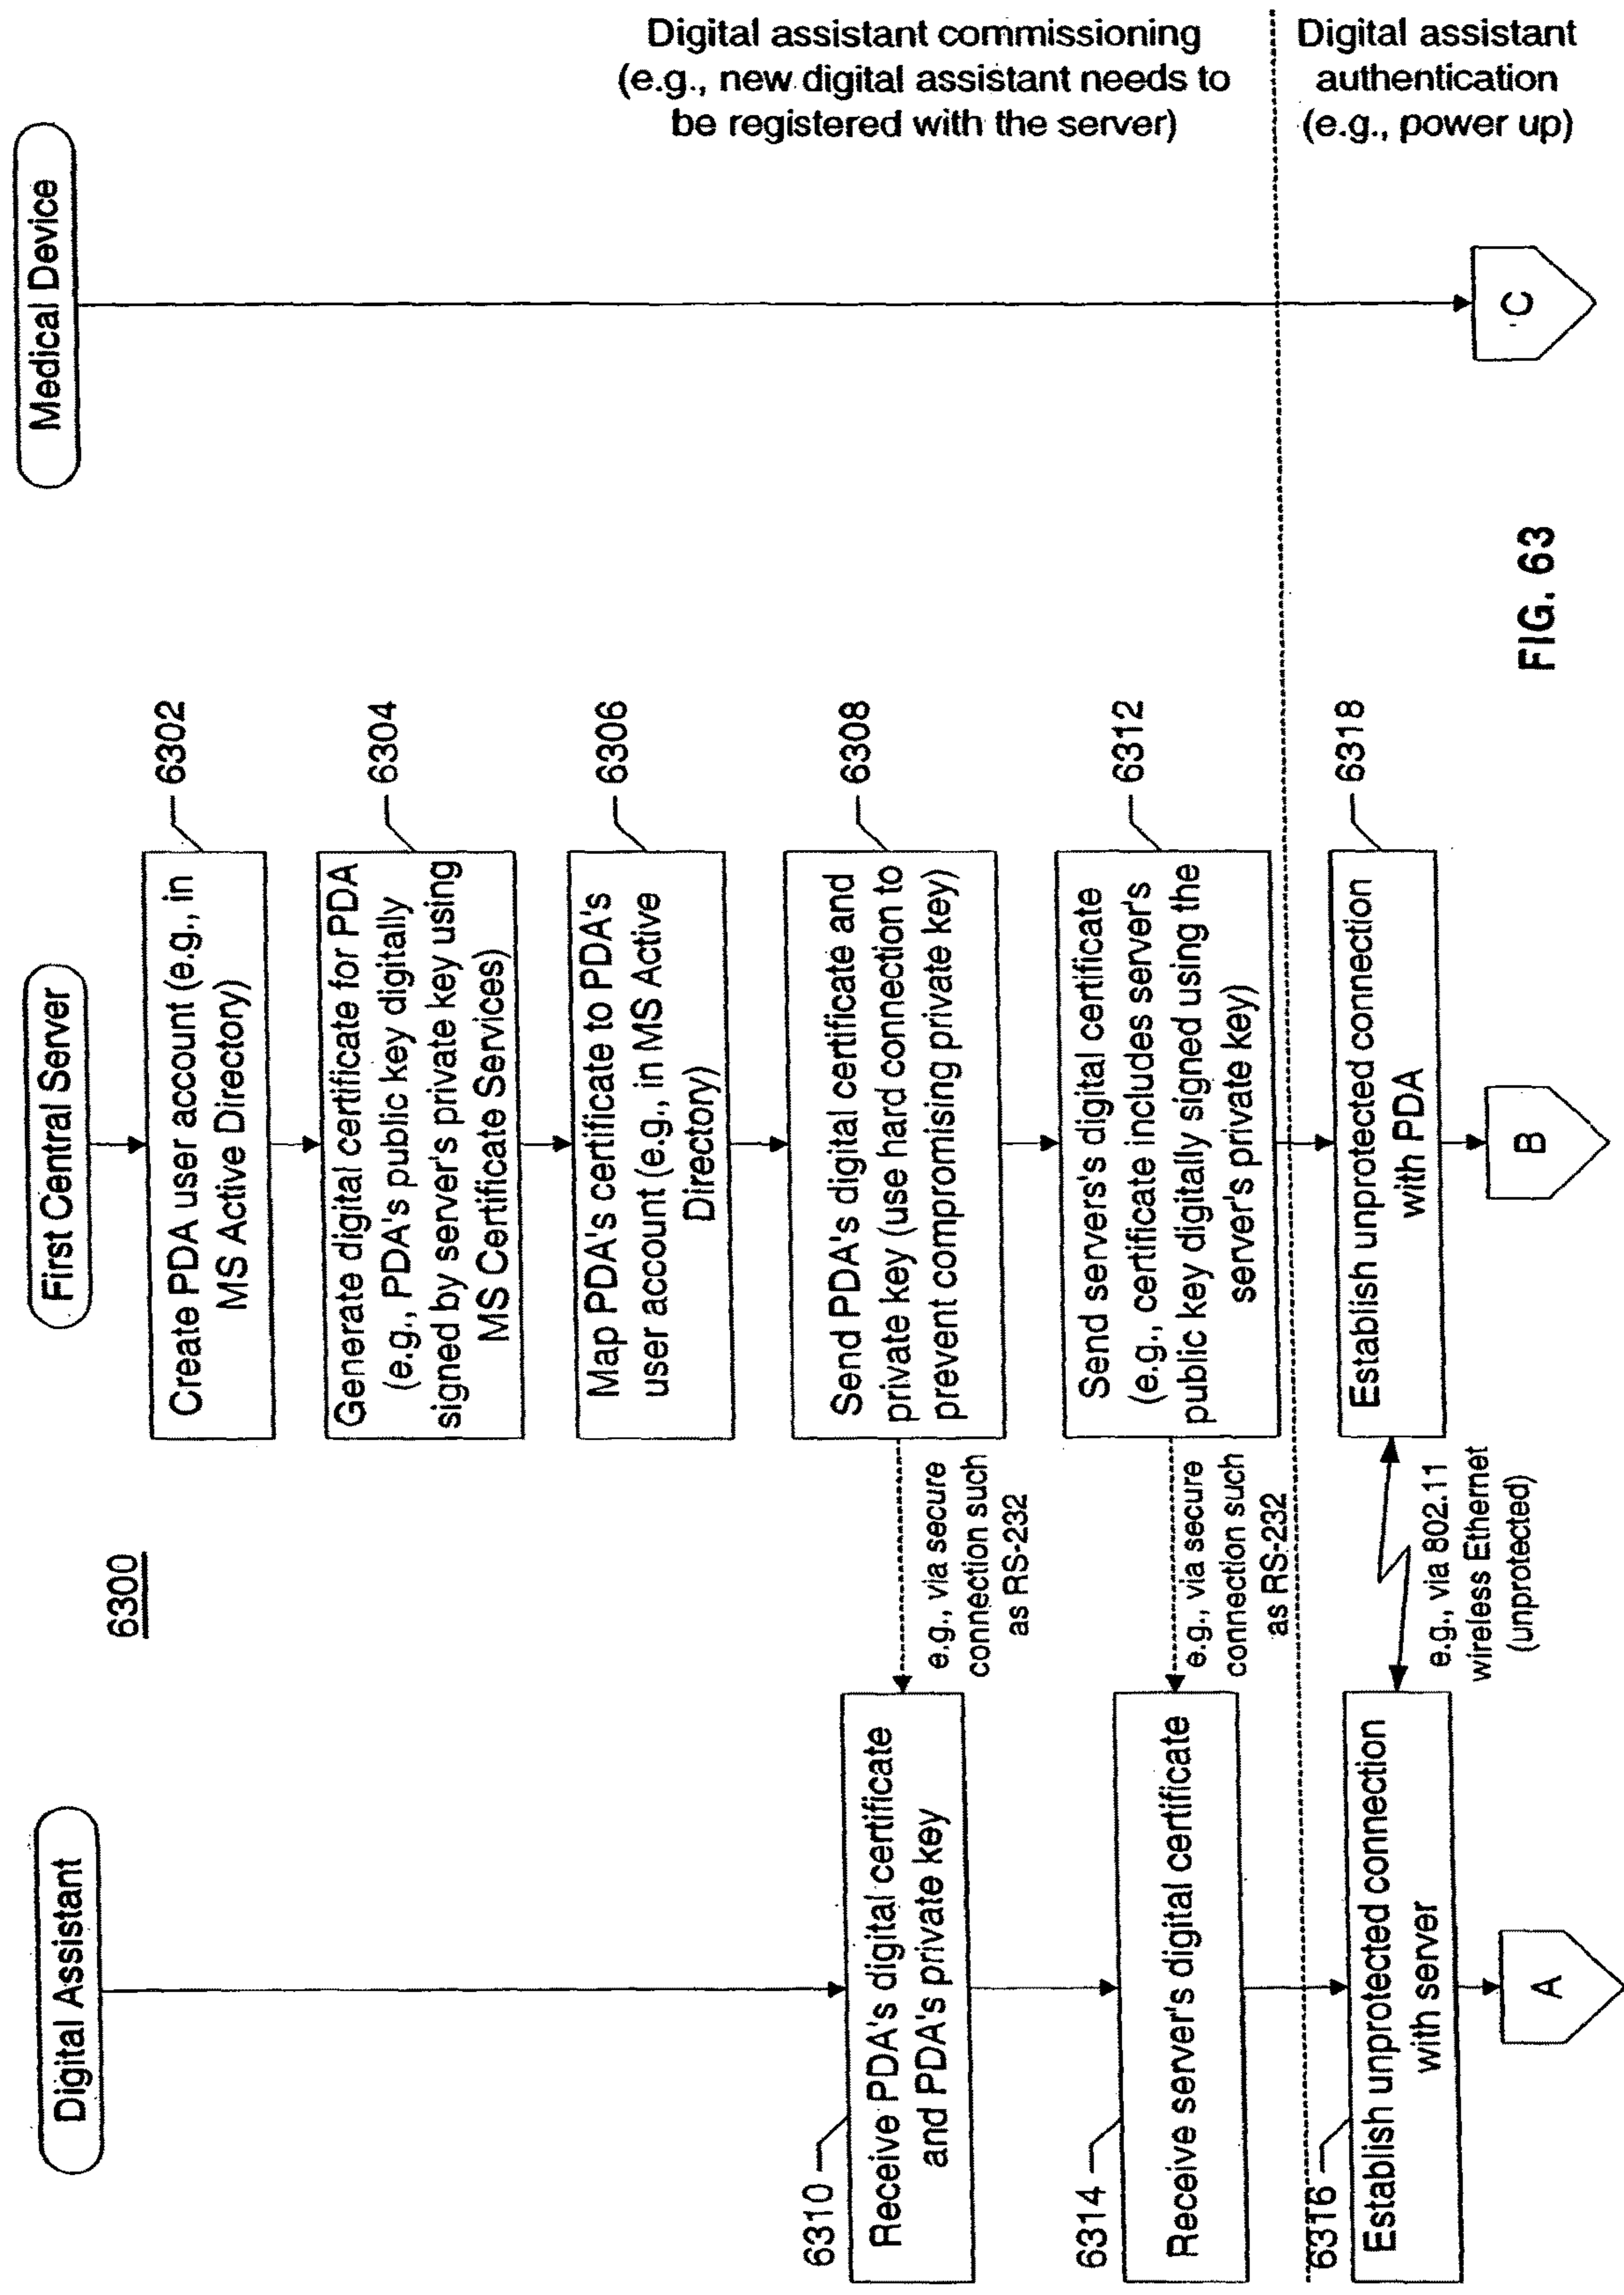 6300
Digital Assistant
First Central Server
Medical Device
Create PDA user account (e.g., in
MS Active Directory)
6302
Generate digital certificate for PDA
(e.g., PDA's public key digitally
signed by server's private key using
MS Certificate Services)
6304
Map PDA's certificate to PDA's
user account (e.g., in MS Active
Directory)
6306
Send PDA's digital certificate and
private key (use hard connection to
prevent compromising private key)
6308
e.g., via secure
connection such
as RS-232
6310
Receive PDA's digital certificate
and PDA's private key
Send servers's digital certificate
(e.g., certificate includes server's
public key digitally signed using the
server's private key)
6312
e.g., via secure
connection such
as RS-232
6314
Receive server's digital certificate
Digital assistant commissioning
(e.g., new digital assistant needs to
be registered with the server)
Digital assistant
authentication
(e.g., power up)
6316
Establish unprotected connection
with server
e.g., via 802.11
wireless Ethernet
(unprotected)
Establish unprotected connection
with PDA
6318
A
B
C
FIG. 63